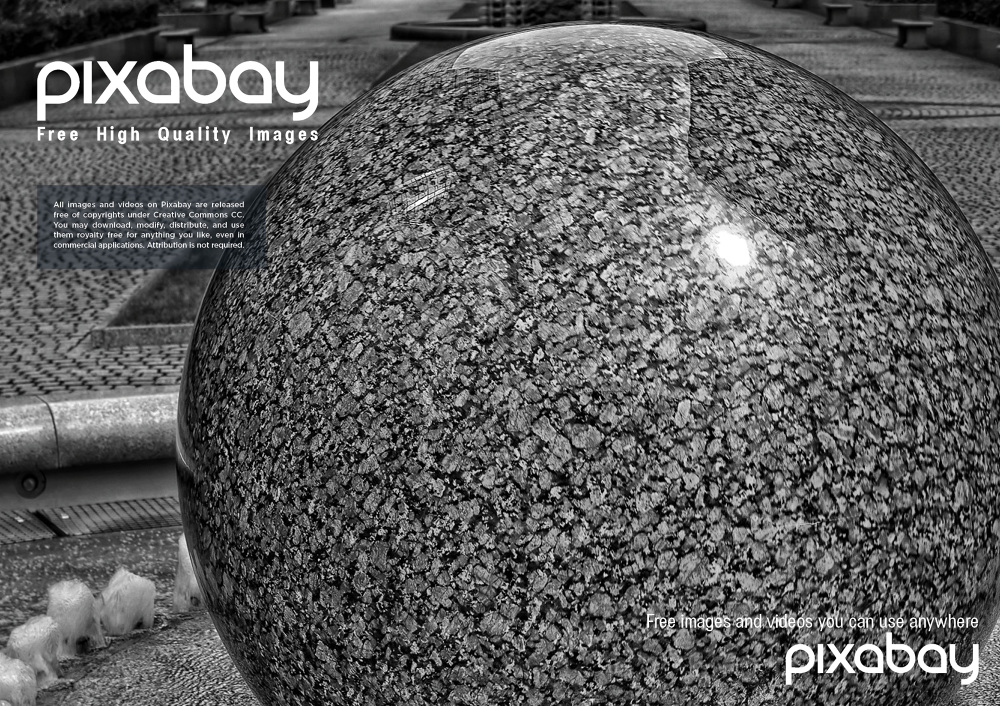 pixabay
Free High Quality Images
All images and videos on Pixabay are released
free of copyrights under Creative Commons CC.
You may download, modify, distribute, and use
them royalty free for anything you like, even in
commercial applications. Attribution is not required.
Free images and videos you can use anywhere
pixabay